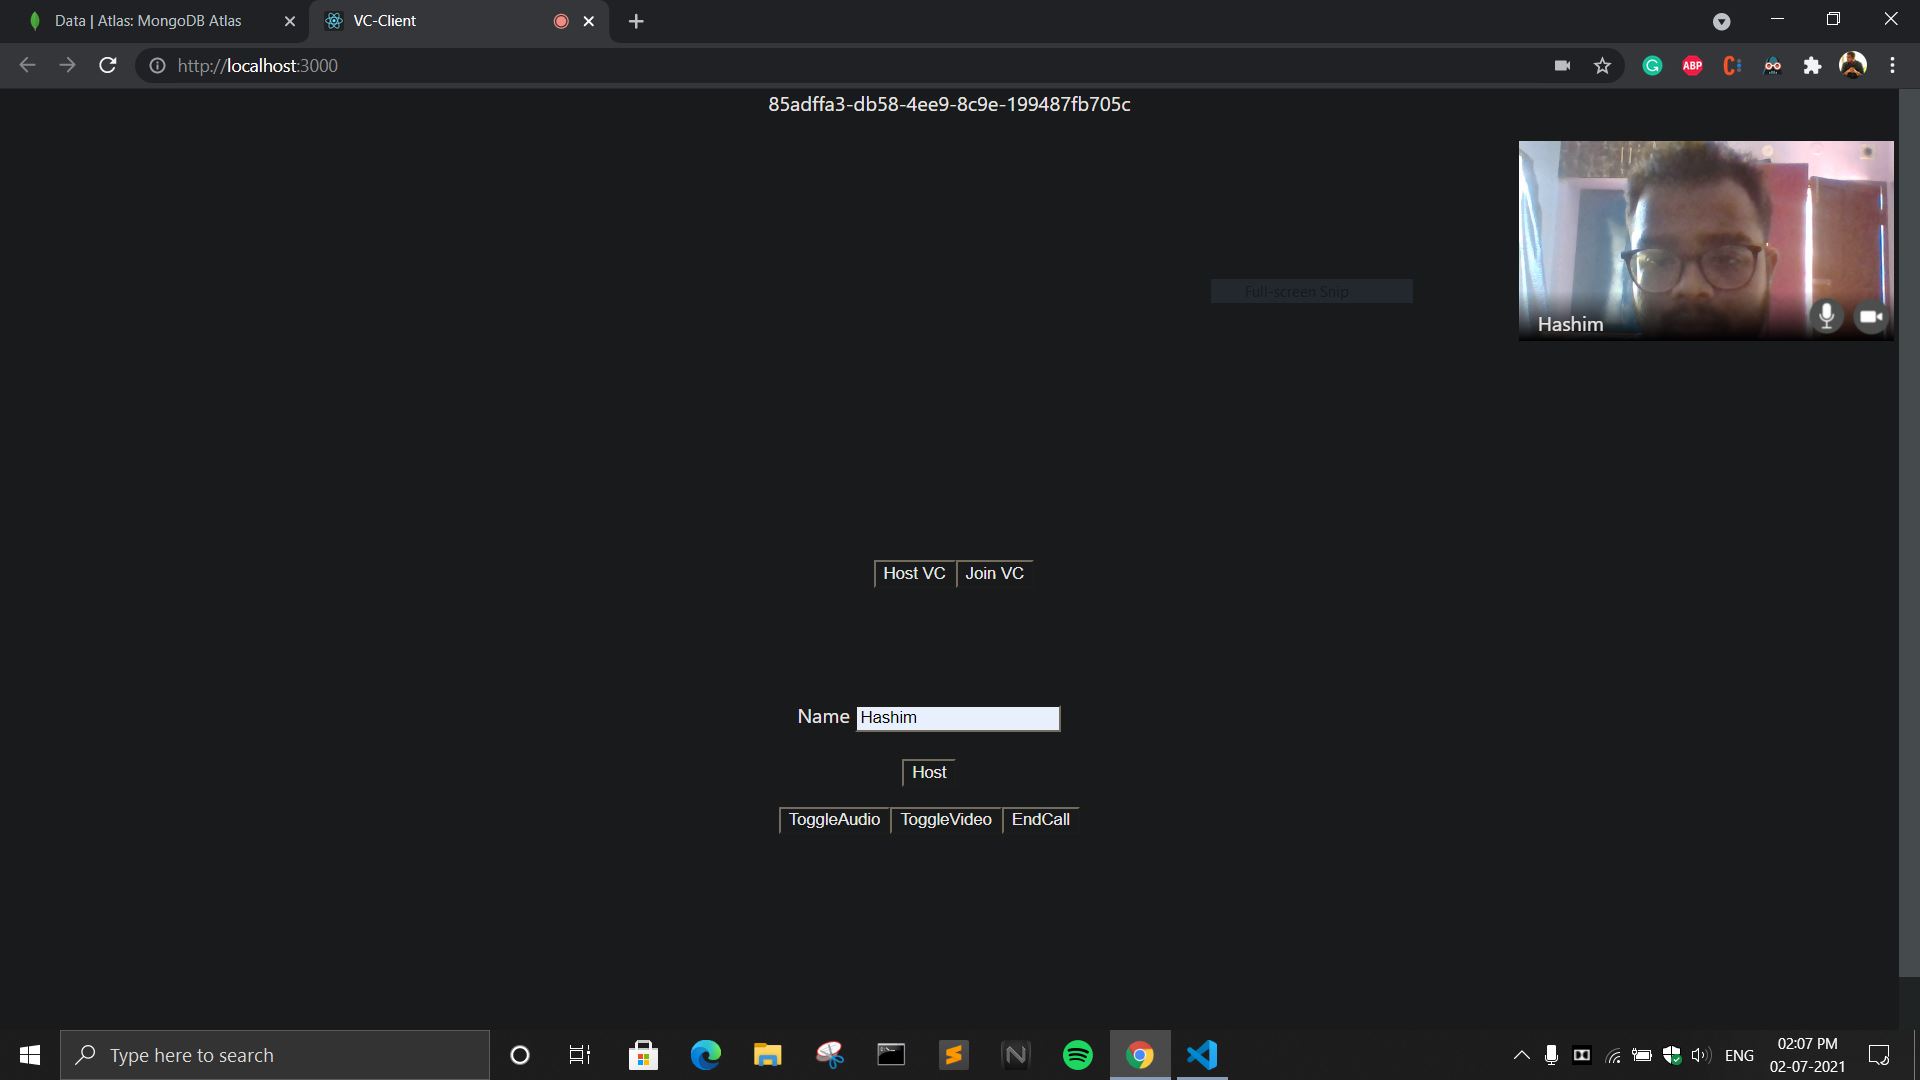 Data | Atlas: MongoDB Atlas
VC-Client
http://localhost:3000
ABP
85adffa3-db58-4ee9-8c9e-199487fb705c
Full-screen Snip
Hashim
Host VC
Join VC
Name Hashim
Host
ToggleAudio
ToggleVideo
EndCall
Type here to search
ENG
02:07 PM
02-07-2021